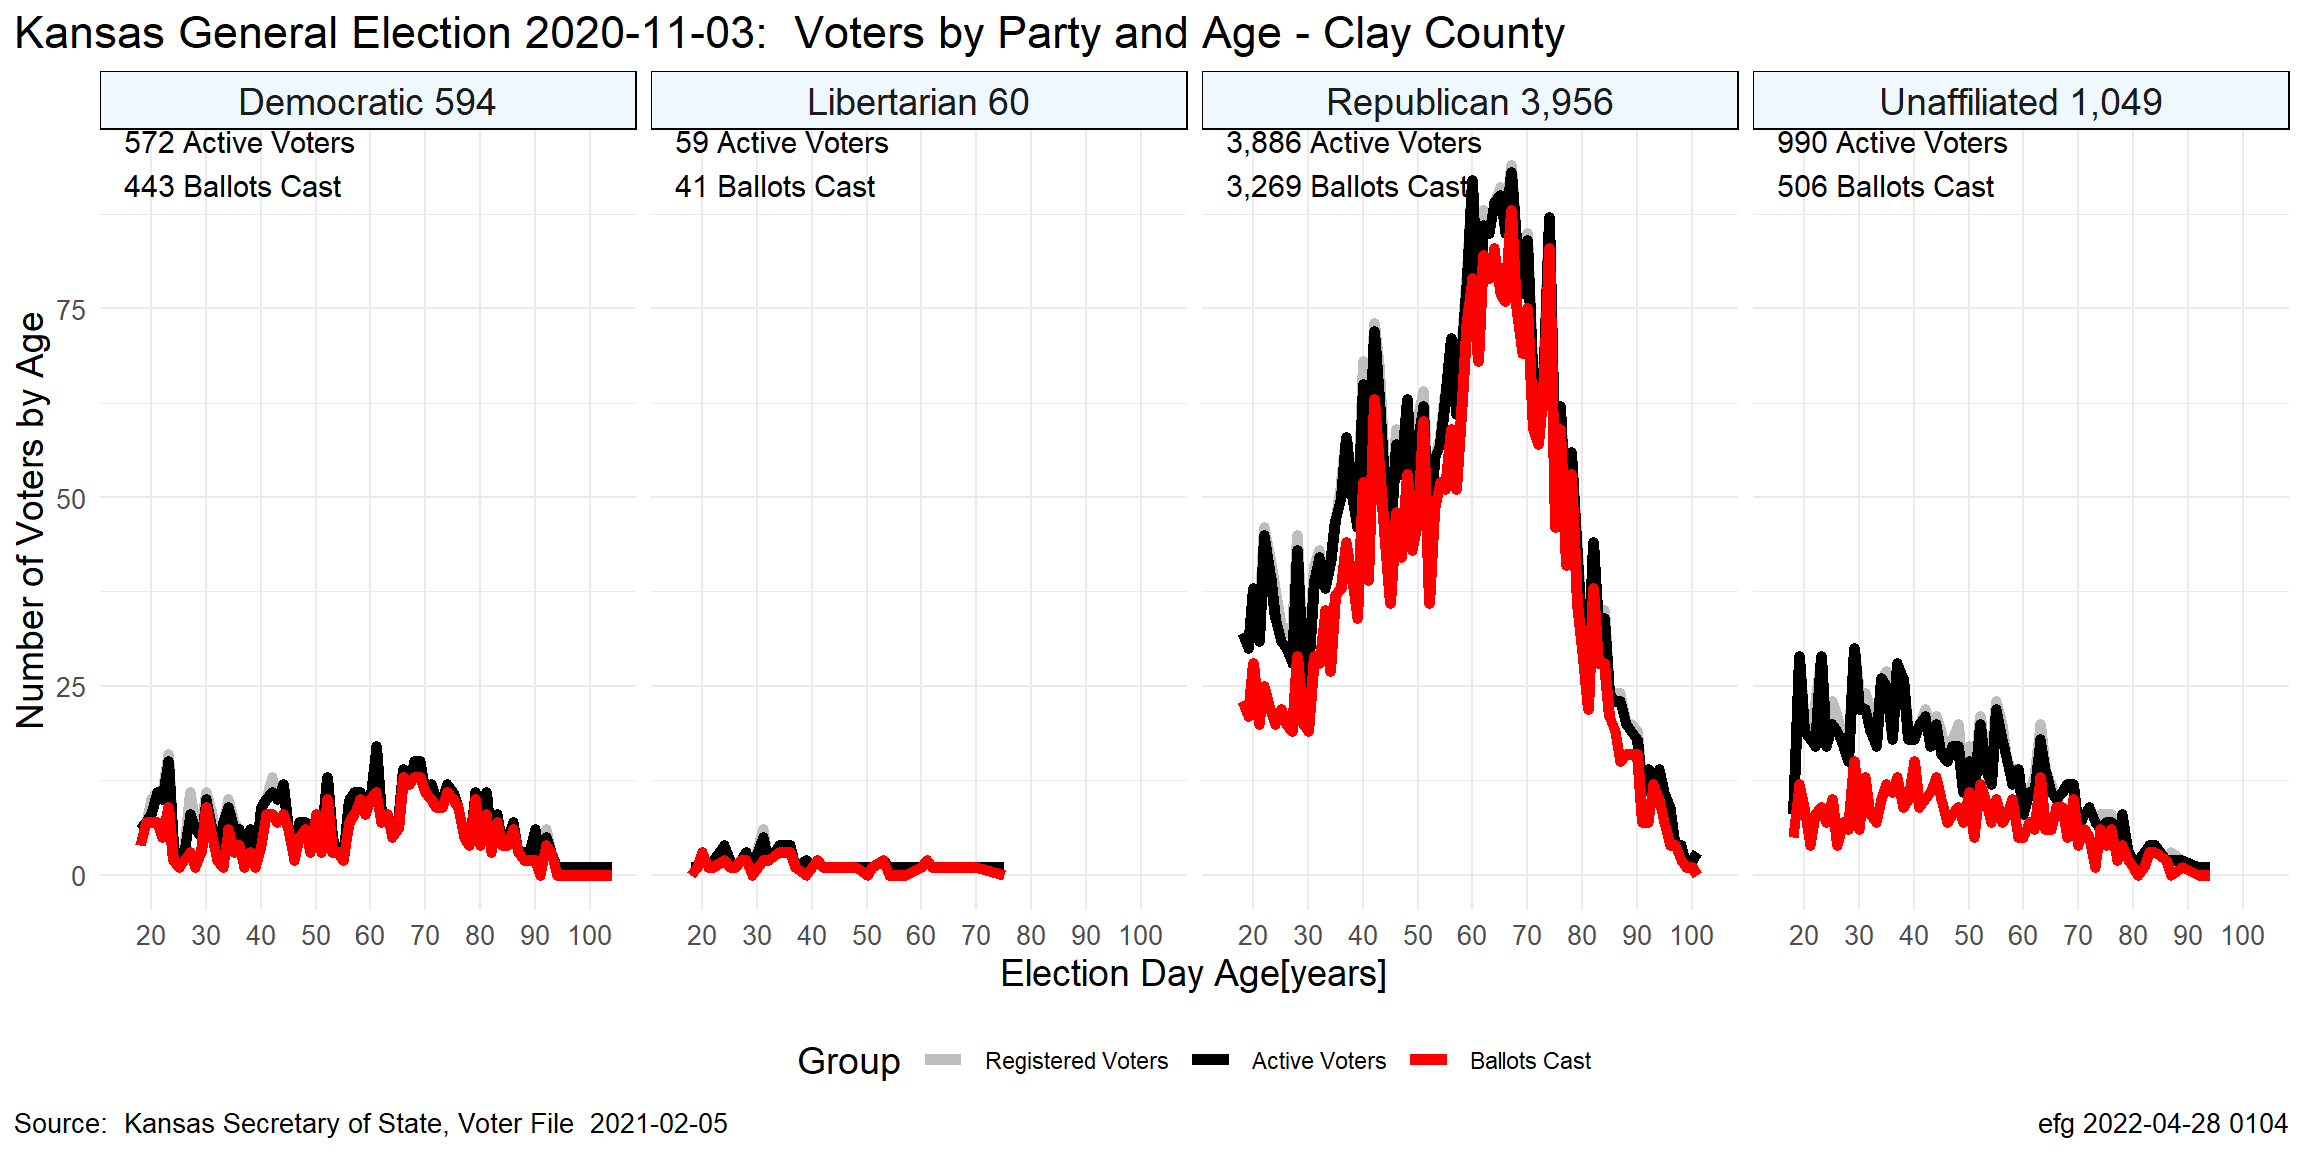 Kansas General Election 2020-11-03:  Voters by Party and Age - Clay County
Democratic 594
Libertarian 60
Republican 3,956
Unaffiliated 1,049
572 Active Voters
443 Ballots Cast
59 Active Voters
41 Ballots Cast
3,886 Active Voters
3,269 Ballots Cast
990 Active Voters
506 Ballots Cast
Number of Voters by Age
75
50
25
0
20 30 40 50 60 70 80 90 100
20 30 40 50 60 70 80 90 100
20 30 40 50 60 70 80 90 100
20 30 40 50 60 70 80 90 100
Election Day Age[years]
Group Registered Voters Active Voters Ballots Cast
Source:  Kansas Secretary of State, Voter File  2021-02-05
efg 2022-04-28 0104